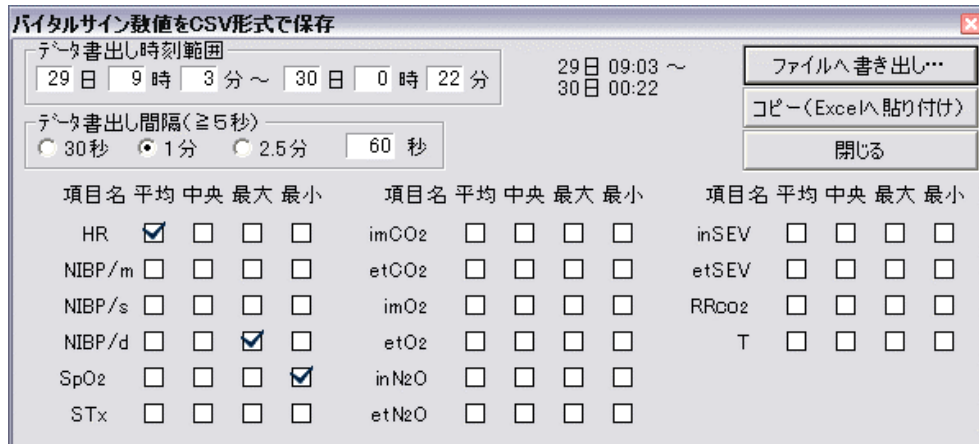 バイタルサイン数値をCSV形式で保存
データ書出し時刻範囲
29 日 9 時 3 分 ～ 30 日 0 時 22 分
29日 09:03 ～
30日 00:22
ファイルへ書き出し…
コピー(Excelへ貼り付け)
閉じる
データ書出し間隔(≧5秒)
30秒 1分 2.5分 60 秒
項目名 平均 中央 最大 最小 項目名 平均 中央 最大 最小 項目名 平均 中央 最大 最小
HR imCO2 inSEV
NIBP/m etCO2 etSEV
NIBP/s imO2 RRCO2
NIBP/d etO2 T
SpO2 inN2O
STx etN2O